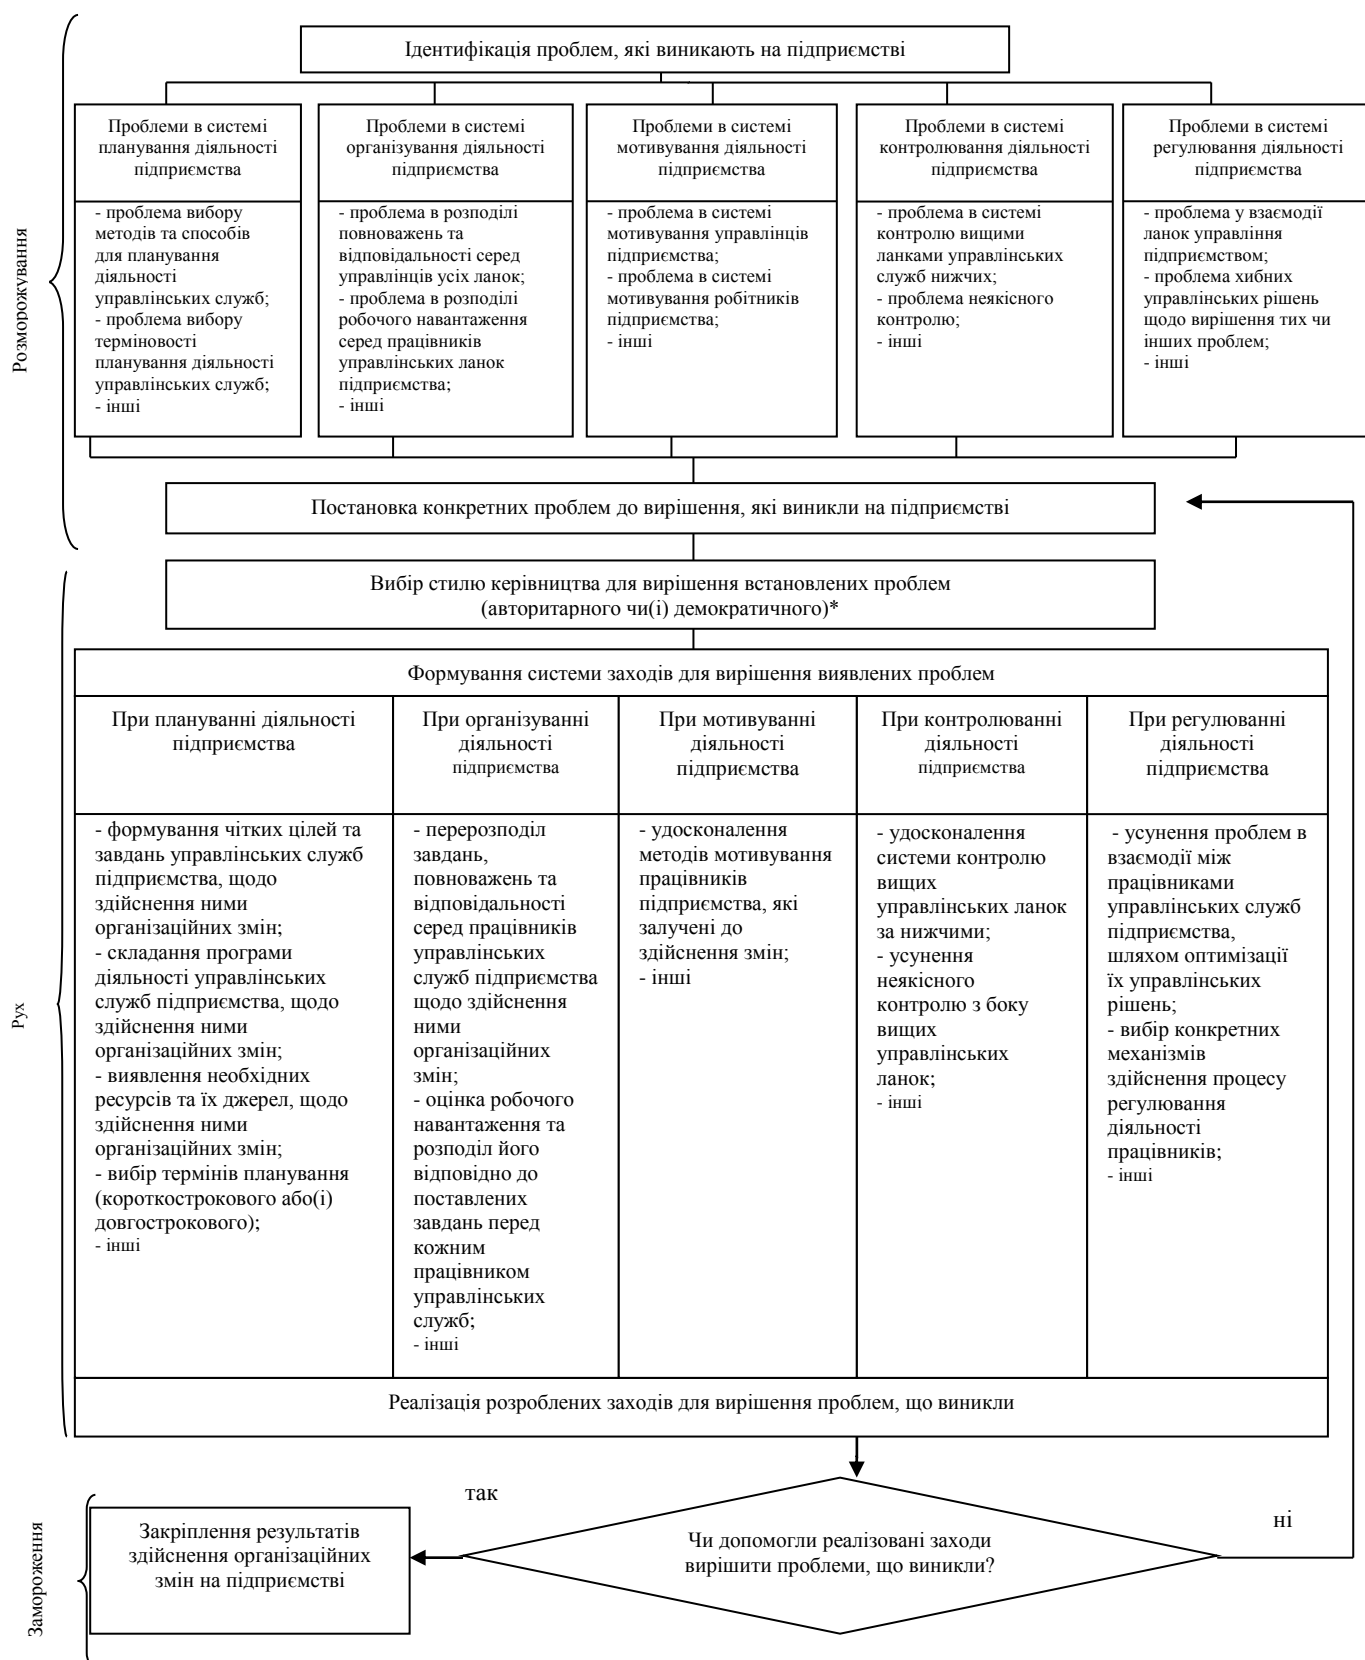 Ідентифікація проблем, які виникають на підприємстві
Розморожування
Проблеми в системі
планування діяльності
підприємства
- проблема вибору
методів та способів
для планування
діяльності
управлінських служб;
- проблема вибору
терміновості
планування діяльності
управлінських служб;
- інші
Проблеми в системі
організування діяльності
підприємства
- проблема в розподілі
повноважень та
відповідальності серед
управлінців усіх ланок;
- проблема в розподілі
робочого навантаження
серед працівників
управлінських ланок
підприємства;
- інші
Проблеми в системі
мотивування діяльності
підприємства
- проблема в системі
мотивування управлінців
підприємства;
- проблема в системі
мотивування робітників
підприємства;
- інші
Проблеми в системі
контролювання діяльності
підприємства
- проблема в системі
контролю вищими
ланками управлінських
служб нижчих;
- проблема неякісного
контролю;
- інші
Проблеми в системі
регулювання діяльності
підприємства
- проблема у взаємодії
ланок управління
підприємством;
- проблема хибних
управлінських рішень
щодо вирішення тих чи
інших проблем;
- інші
Постановка конкретних проблем до вирішення, які виникли на підприємстві
Рух
Вибір стилю керівництва для вирішення встановлених проблем
(авторитарного чи(і) демократичного)*
Формування системи заходів для вирішення виявлених проблем
При плануванні діяльності
підприємства
- формування чітких цілей та
завдань управлінських служб
підприємства, щодо
здійснення ними
організаційних змін;
- складання програми
діяльності управлінських
служб підприємства, щодо
здійснення ними
організаційних змін;
- виявлення необхідних
ресурсів та їх джерел, щодо
здійснення ними
організаційних змін;
- вибір термінів планування
(короткострокового або(і)
довгострокового);
- інші
При організуванні
діяльності
підприємства
- перерозподіл
завдань,
повноважень та
відповідальності
серед працівників
управлінських
служб підприємства
щодо здійснення
ними
організаційних
змін;
- оцінка робочого
навантаження та
розподіл його
відповідно до
поставлених
завдань перед
кожним
працівником
управлінських
служб;
- інші
При мотивуванні
діяльності
підприємства
- удосконалення
методів мотивування
працівників
підприємства, які
залучені до
здійснення змін;
- інші
При контролюванні
діяльності
підприємства
- удосконалення
системи контролю
вищих
управлінських ланок
за нижчими;
- усунення
неякісного
контролю з боку
вищих
управлінських
ланок;
- інші
При регулюванні
діяльності
підприємства
- усунення проблем в
взаємодії між
працівниками
управлінських служб
підприємства,
шляхом оптимізації
їх управлінських
рішень;
- вибір конкретних
механізмів
здійснення процесу
регулювання
діяльності
працівників;
- інші
Реалізація розроблених заходів для вирішення проблем, що виникли
Замороження
Закріплення результатів
здійснення організаційних
змін на підприємстві
так
Чи допомогли реалізовані заходи
вирішити проблеми, що виникли?
ні